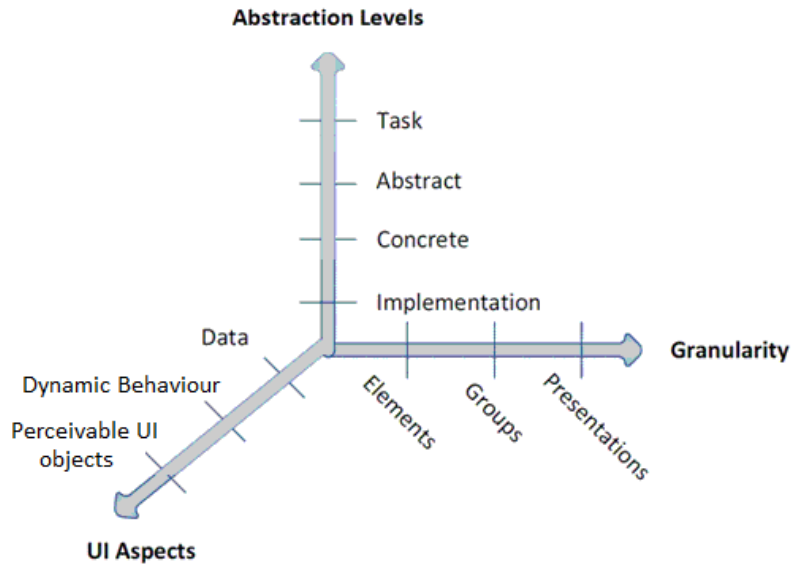 Abstraction Levels
Task
Abstract
Concrete
Implementation
Data
Granularity
Dynamic Behaviour
Elements
Groups
Presentations
Perceivable UI
objects
UI Aspects